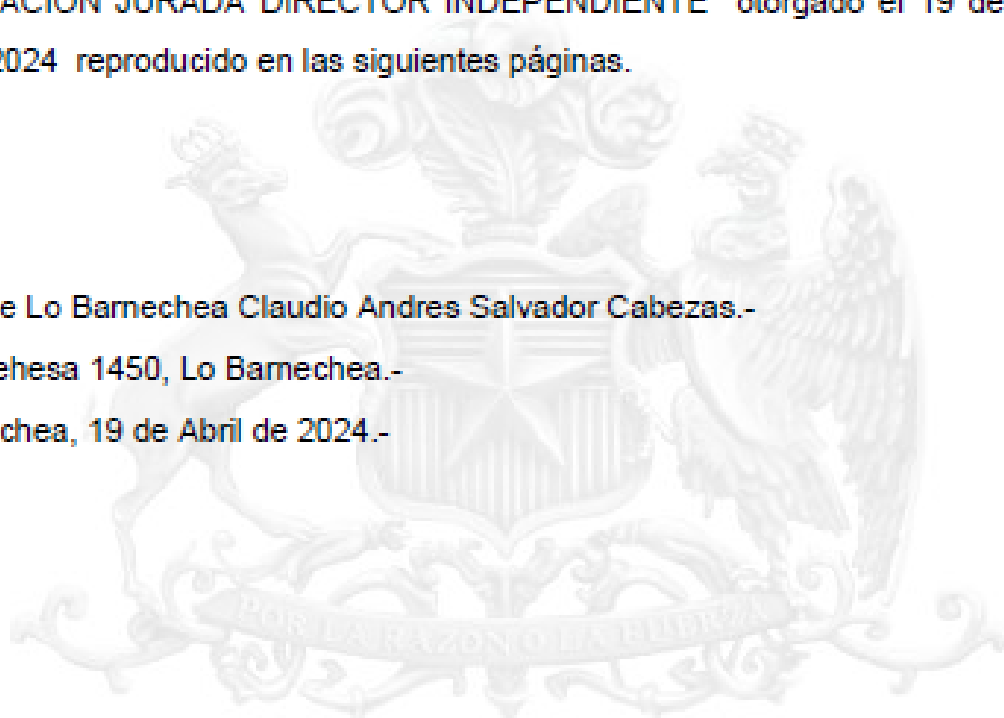 ACION JURADA DIRECTOR INDEPENDIENTE" otorgado el 19 de
2024 reproducido en las siguientes páginas.
e Lo Barnechea Claudio Andres Salvador Cabezas.-
ehesa 1450, Lo Barnechea.-
chea, 19 de Abril de 2024.-
POR LA RAZON O LA FUERZA